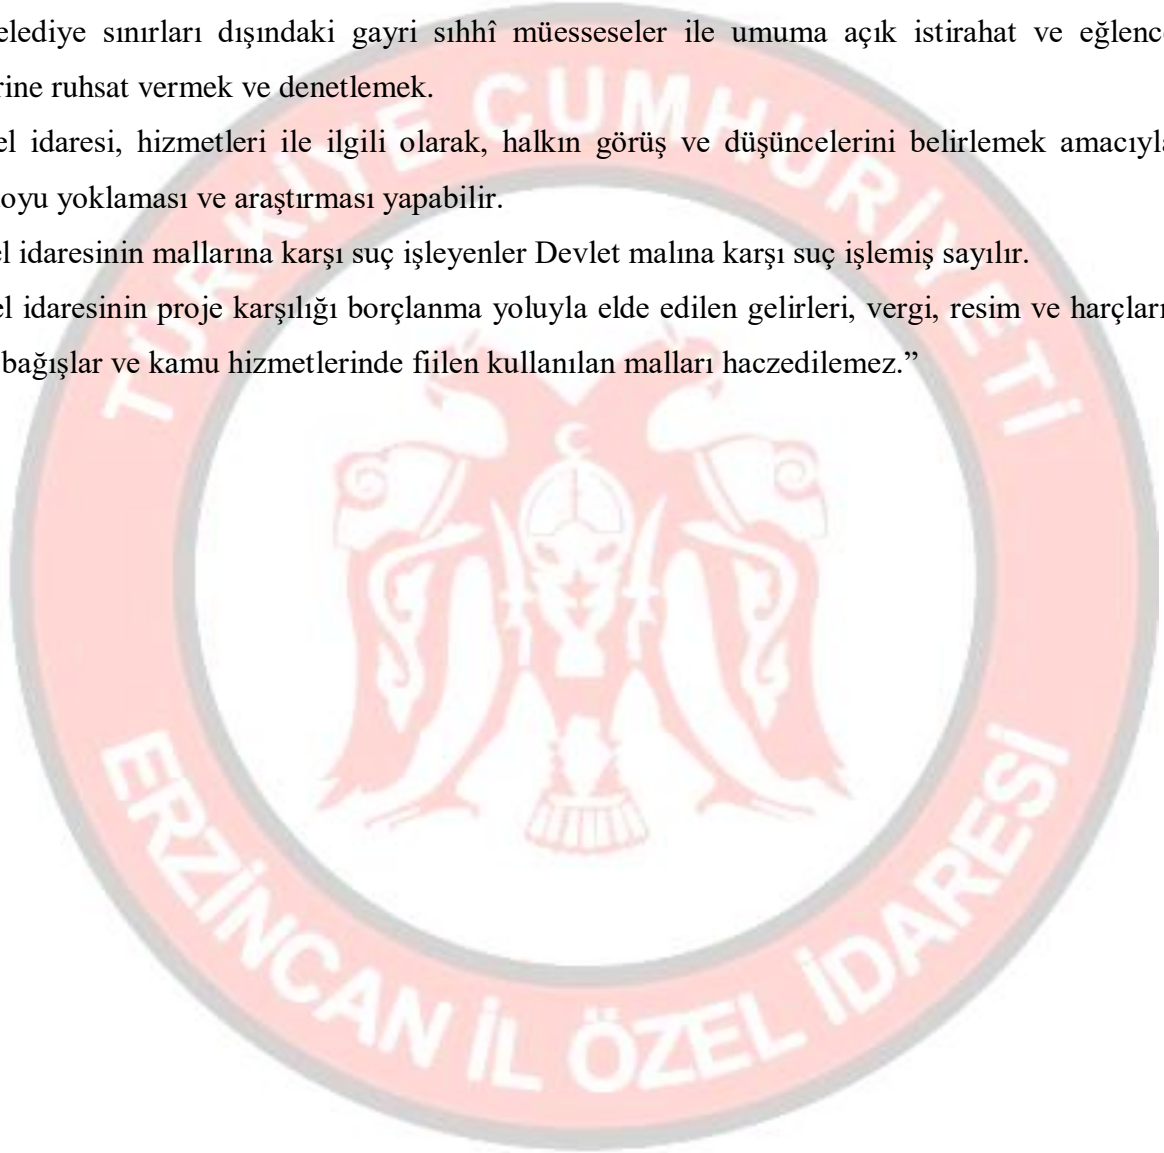 elediye sınırları dışındaki gayri sıhhî müesseseler ile umuma açık istirahat ve eğlence
rine ruhsat vermek ve denetlemek.
el idaresi, hizmetleri ile ilgili olarak, halkın görüş ve düşüncelerini belirlemek amacıyla
oyu yoklaması ve araştırması yapabilir.
el idaresinin mallarına karşı suç işleyenler Devlet malına karşı suç işlemiş sayılır.
el idaresinin proje karşılığı borçlanma yoluyla elde edilen gelirleri, vergi, resim ve harçları
bağışlar ve kamu hizmetlerinde fiilen kullanılan malları haczedilemez.”
TÜRKİYE CUMHURİYETİ
ERZİNCAN İL ÖZEL İDARESİ